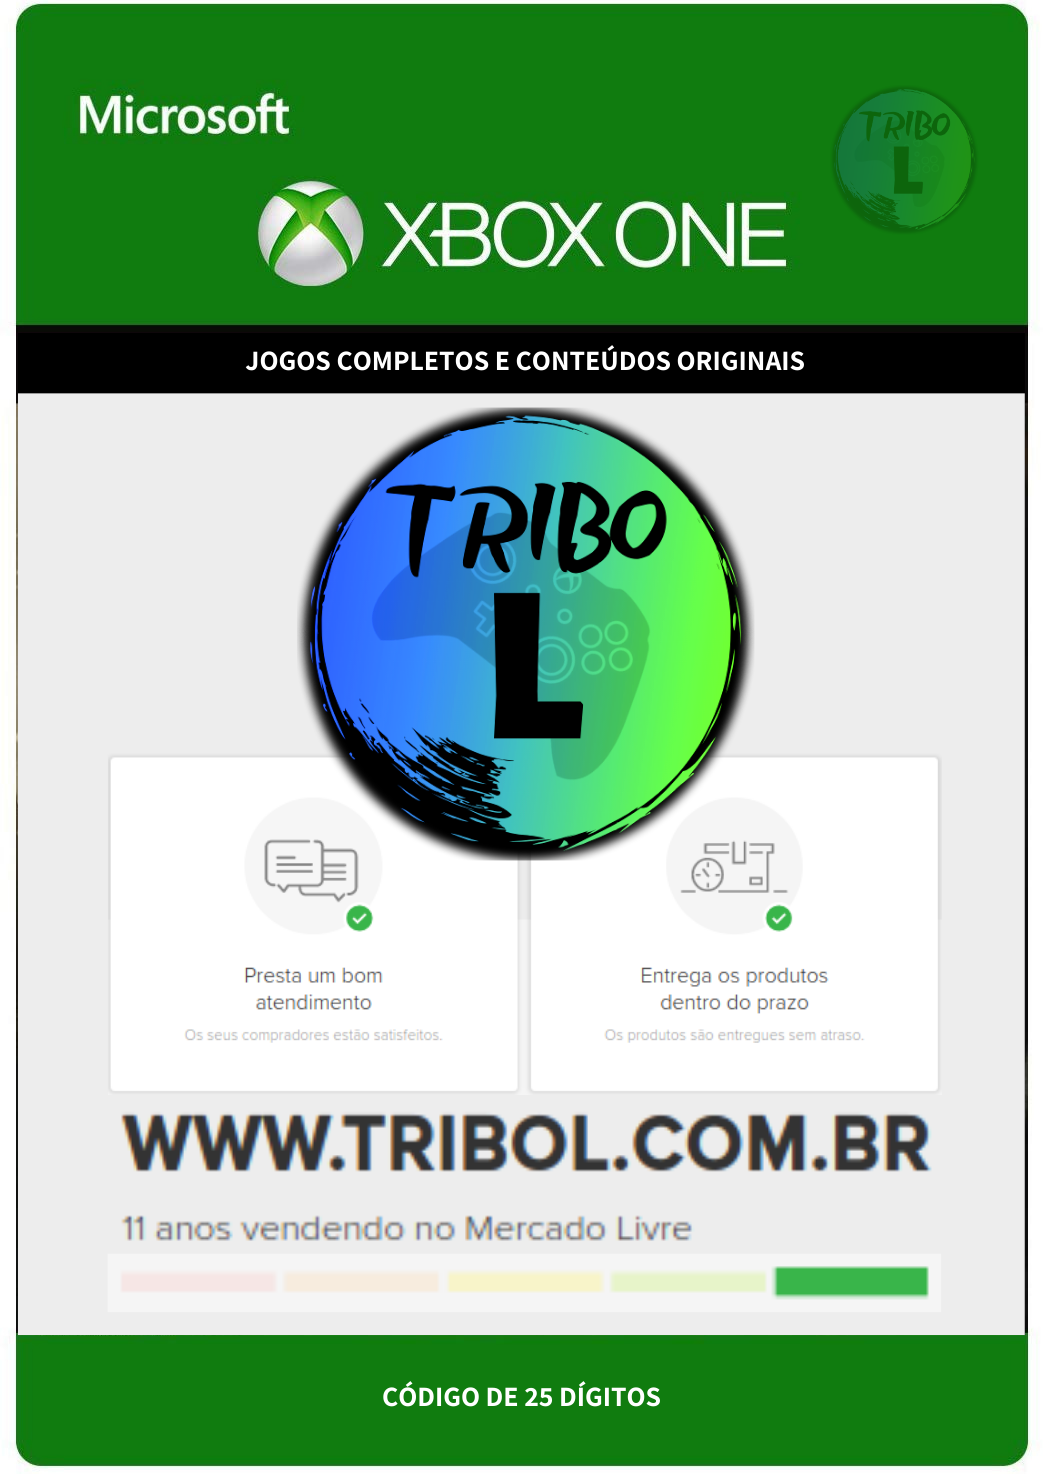 Microsoft
TRIBO
L
XBOX ONE
JOGOS COMPLETOS E CONTEÚDOS ORIGINAIS
TRIBO
L
Presta um bom
atendimento
Os seus compradores estão satisfeitos.
Entrega os produtos
dentro do prazo
Os produtos são entregues sem atraso.
WWW.TRIBOL.COM.BR
11 anos vendendo no Mercado Livre
CÓDIGO DE 25 DÍGITOS